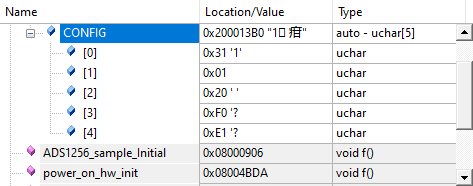 Name Location/Value Type
CONFIG 0x200013B0 "1 疳" auto - uchar[5]
[0] 0x31 '1' uchar
[1] 0x01 uchar
[2] 0x20 ' ' uchar
[3] 0xF0 '? uchar
[4] 0xE1 '? uchar
ADS1256_sample_Initial 0x08000906 void f()
power_on_hw_init 0x08004BDA void f()